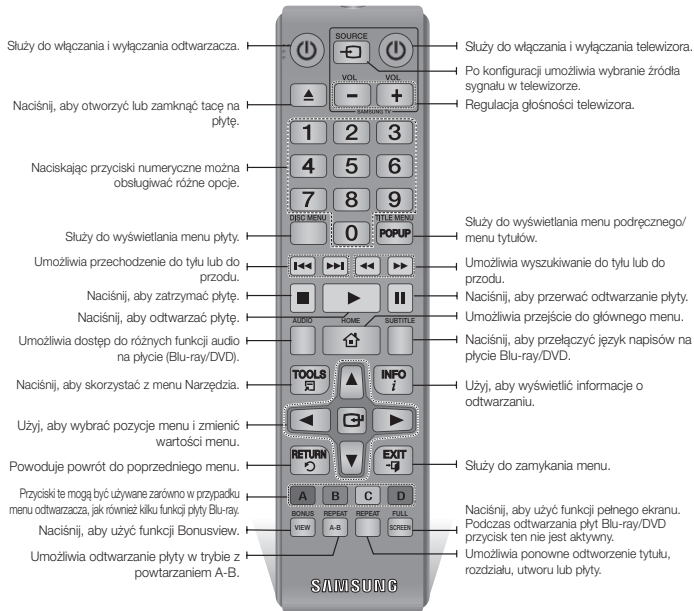 Służy do włączania i wyłączania odtwarzacza.
Naciśnij, aby otworzyć lub zamknąć tacę na
płytę.
Naciskając przyciski numeryczne można
obsługiwać różne opcje.
Służy do wyświetlania menu płyty.
Umożliwia przechodzenie do tyłu lub do
przodu.
Naciśnij, aby zatrzymać płytę.
Naciśnij, aby odtwarzać płytę.
Umożliwia dostęp do różnych funkcji audio
na płycie (Blu-ray/DVD).
Naciśnij, aby skorzystać z menu Narzędzia.
Użyj, aby wybrać pozycje menu i zmienić
wartości menu.
Powoduje powrót do poprzedniego menu.
Przyciski te mogą być używane zarówno w przypadku
menu odtwarzacza, jak również kilku funkcji płyty Blu-ray.
Naciśnij, aby użyć funkcji Bonusview.
Umożliwia odtwarzanie płyty w trybie z
powtarzaniem A-B.
SOURCE
VOL VOL
- +
SAMSUNG TV
1 2 3
4 5 6
7 8 9
DISC MENU TITLE MENU
0 POPUP
AUDIO HOME SUBTITLE
TOOLS INFO
i
RETURN EXIT
A B C D
BONUS REPEAT REPEAT FULL
VIEW A-B SCREEN
SAMSUNG
Służy do włączania i wyłączania telewizora.
Po konfiguracji umożliwia wybranie źródła
sygnału w telewizorze.
Regulacja głośności telewizora.
Służy do wyświetlania menu podręcznego/
menu tytułów.
Umożliwia wyszukiwanie do tyłu lub do
przodu.
Naciśnij, aby przerwać odtwarzanie płyty.
Umożliwia przejście do głównego menu.
Naciśnij, aby przełączyć język napisów na
płycie Blu-ray/DVD.
Użyj, aby wyświetlić informacje o
odtwarzaniu.
Służy do zamykania menu.
Naciśnij, aby użyć funkcji pełnego ekranu.
Podczas odtwarzania płyt Blu-ray/DVD
przycisk ten nie jest aktywny.
Umożliwia ponowne odtworzenie tytułu,
rozdziału, utworu lub płyty.